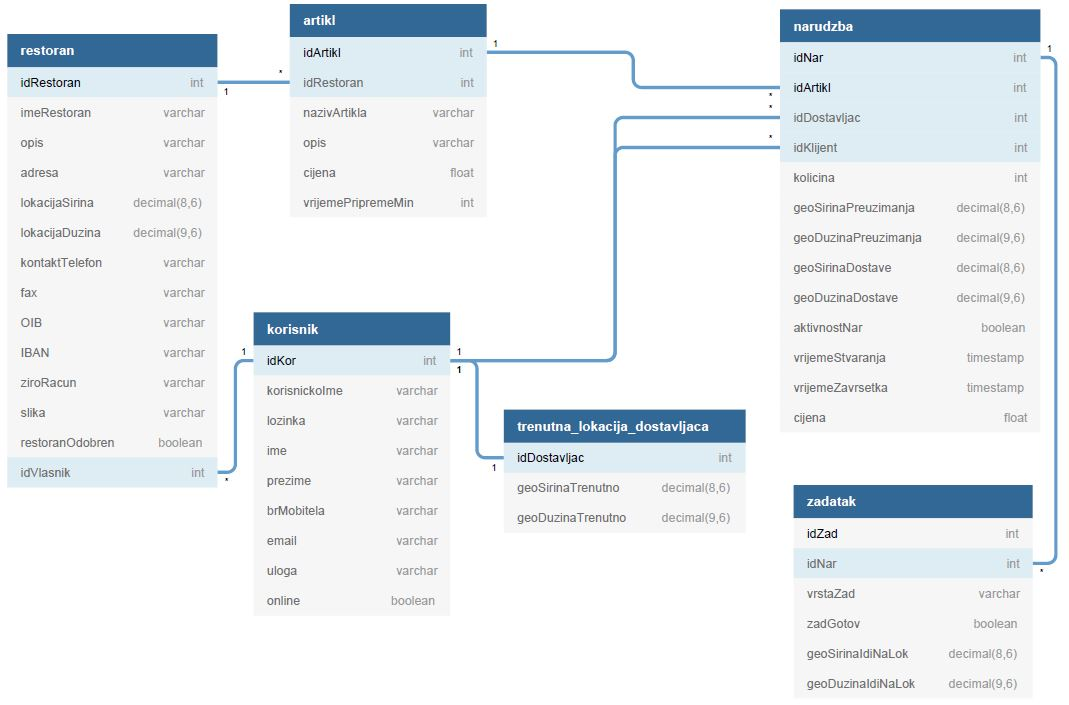 restoran
idRestoran int
imeRestoran varchar
opis varchar
adresa varchar
lokacijaSirina decimal(8,6)
lokacijaDuzina decimal(9,6)
kontaktTelefon varchar
fax varchar
OIB varchar
IBAN varchar
ziroRacun varchar
slika varchar
restoranOdobren boolean
idVlasnik int
1
*
*
1
artikl
idArtikl int
idRestoran int
nazivArtikla varchar
opis varchar
cijena float
vrijemePripremeMin int
1
*
korisnik
idKor int
korisnickoIme varchar
lozinka varchar
ime varchar
prezime varchar
brMobitela varchar
email varchar
uloga varchar
online boolean
1
1
*
*
1
trenutna_lokacija_dostavljaca
idDostavljac int
geoSirinaTrenutno decimal(8,6)
geoDuzinaTrenutno decimal(9,6)
narudzba
idNar int
idArtikl int
idDostavljac int
idKlijent int
kolicina int
geoSirinaPreuzimanja decimal(8,6)
geoDuzinaPreuzimanja decimal(9,6)
geoSirinaDostave decimal(8,6)
geoDuzinaDostave decimal(9,6)
aktivnostNar boolean
vrijemeStvaranja timestamp
vrijemeZavrsetka timestamp
cijena float
1
*
zadatak
idZad int
idNar int
vrstaZad varchar
zadGotov boolean
geoSirinaIdiNaLok decimal(8,6)
geoDuzinaIdiNaLok decimal(9,6)